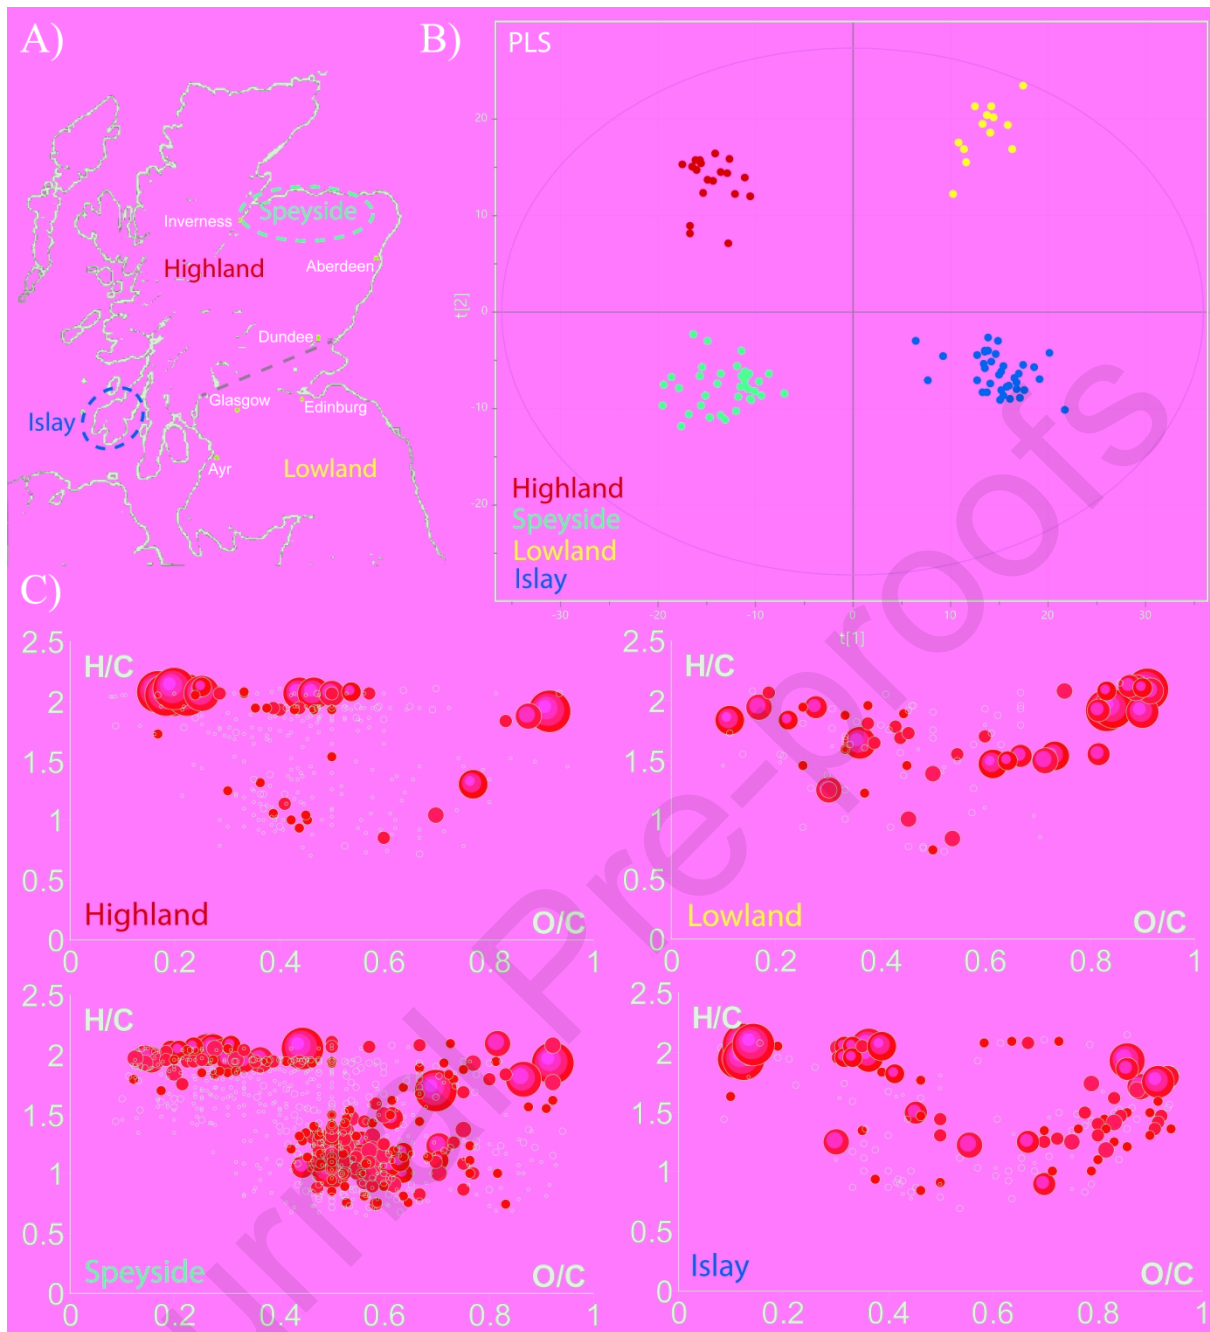 A)
B)
PLS
Inverness
Speyside
Highland
Aberdeen
Dundee
Glasgow
Edinburg
Islay
Ayr
Lowland
t[2]
20
10
0
-10
-20
Highland
Speyside
Lowland
Islay
-30
-20
-10
0
10
20
30
t[1]
C)
2.5
2
1.5
1
0.5
0
H/C
Highland
O/C
0
0.2
0.4
0.6
0.8
1
2.5
2
1.5
1
0.5
0
H/C
Lowland
O/C
0
0.2
0.4
0.6
0.8
1
2.5
2
1.5
1
0.5
0
H/C
Speyside
O/C
0
0.2
0.4
0.6
0.8
1
2.5
2
1.5
1
0.5
0
H/C
Islay
O/C
0
0.2
0.4
0.6
0.8
1
urnal Pre-proofs